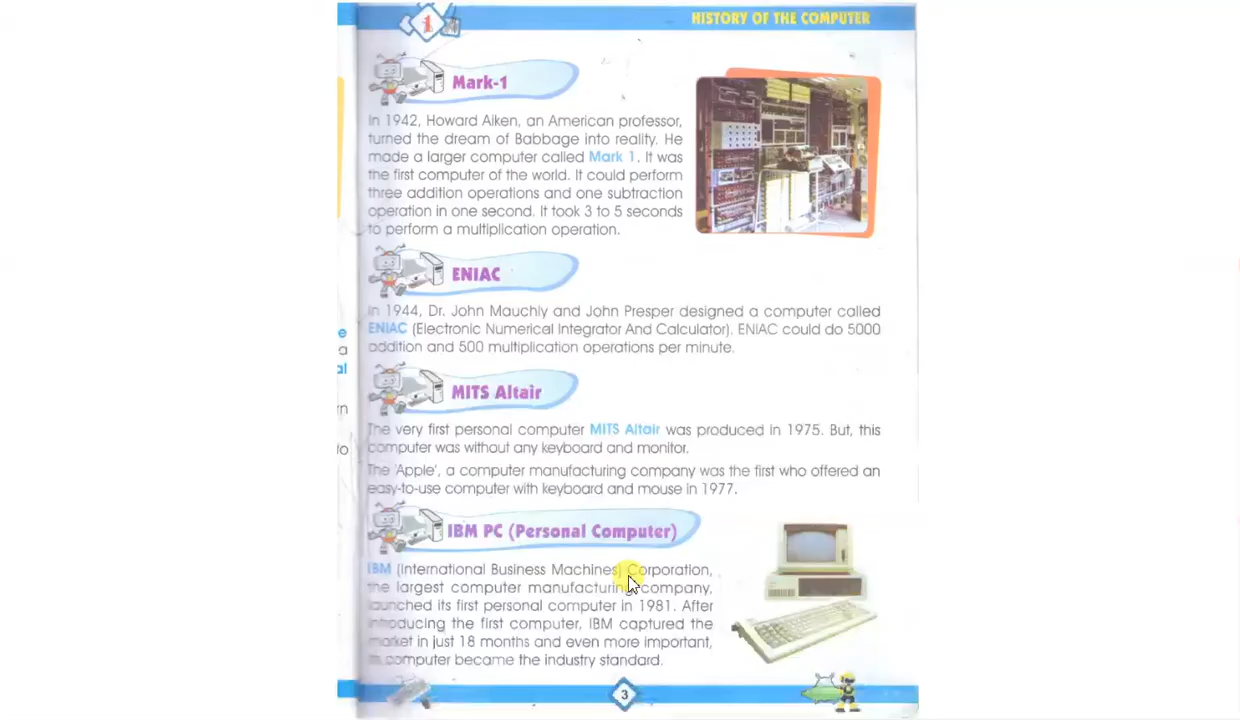 1
HISTORY OF THE COMPUTER
Mark-1
In 1942, Howard Aiken, an American professor,
turned the dream of Babbage into reality. He
made a larger computer called Mark 1. It was
the first computer of the world. It could perform
three addition operations and one subtraction
operation in one second. It took 3 to 5 seconds
to perform a multiplication operation.
ENIAC
In 1944, Dr. John Mauchly and John Presper designed a computer called
ENIAC (Electronic Numerical Integrator And Calculator). ENIAC could do 5000
addition and 500 multiplication operations per minute.
MITS Altair
The very first personal computer MITS Altair was produced in 1975. But, this
computer was without any keyboard and monitor.
The 'Apple', a computer manufacturing company was the first who offered an
easy-to-use computer with keyboard and mouse in 1977.
IBM PC (Personal Computer)
IBM (International Business Machines) Corporation,
the largest computer manufacturing company,
launched its first personal computer in 1981. After
introducing the first computer, IBM captured the
market in just 18 months and even more important,
its computer became the industry standard.
3